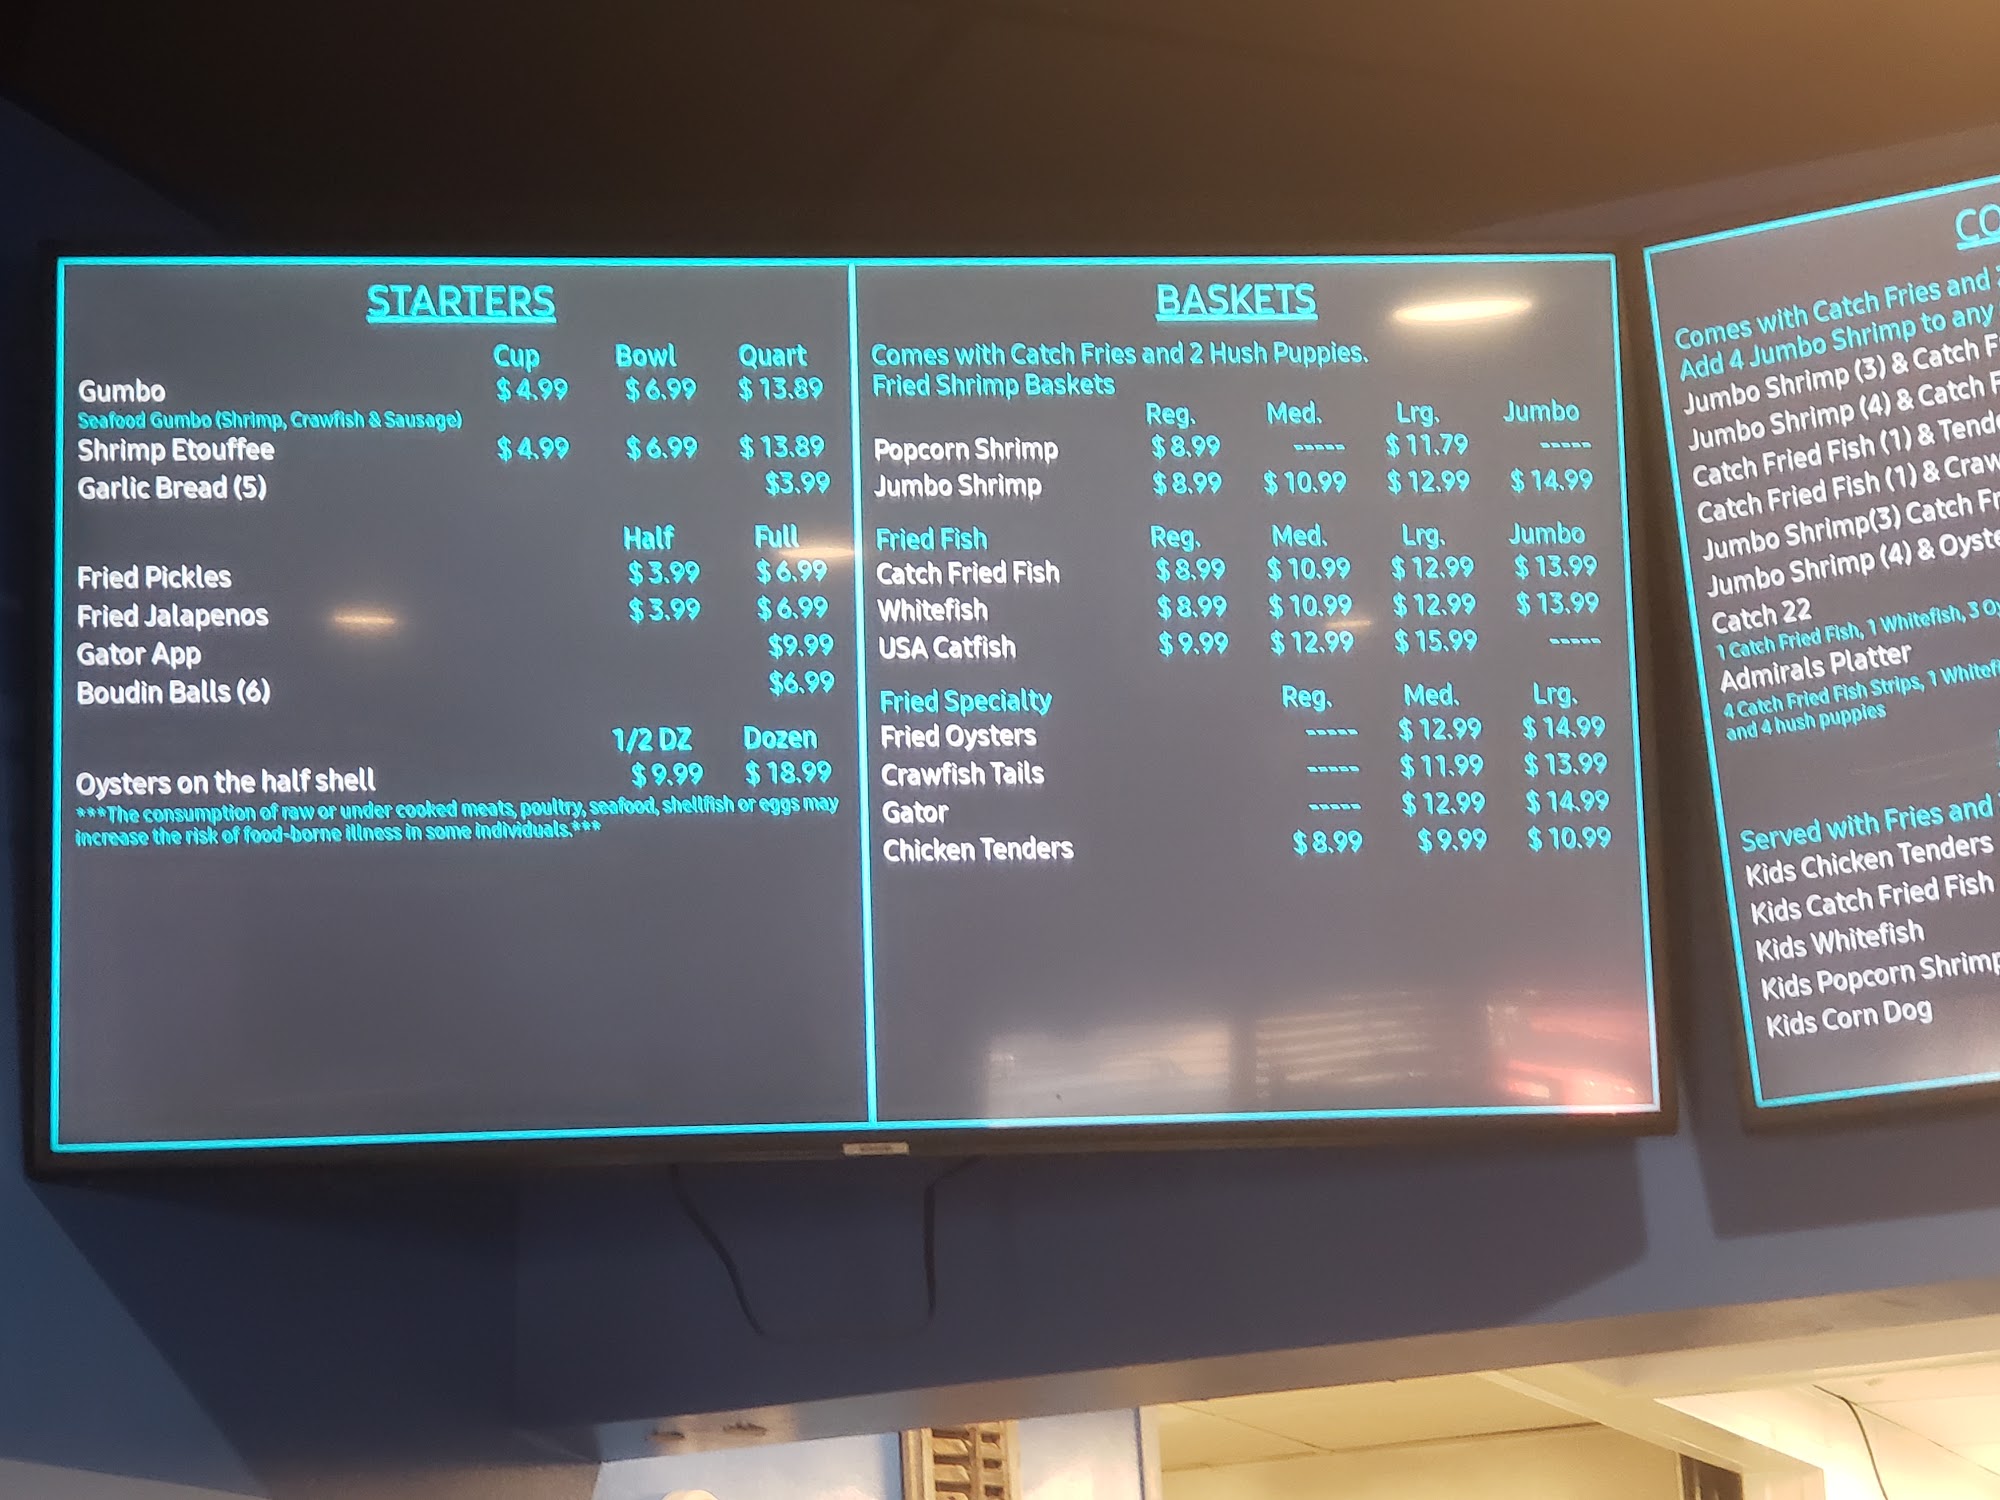 STARTERS
Cup Bowl Quart
Gumbo $4.99 $6.99 $13.89
Seafood Gumbo (Shrimp, Crawfish & Sausage)
Shrimp Etouffee $4.99 $6.99 $13.89
Garlic Bread (5) $3.99
Half Full
Fried Pickles $3.99 $6.99
Fried Jalapenos $3.99 $6.99
Gator App $9.99
Boudin Balls (6) $6.99
1/2 DZ Dozen
Oysters on the half shell $9.99 $18.99
***The consumption of raw or under cooked meats, poultry, seafood, shellfish or eggs may
increase the risk of food-borne illness in some individuals.***
BASKETS
Comes with Catch Fries and 2 Hush Puppies.
Fried Shrimp Baskets
Reg. Med. Lrg. Jumbo
Popcorn Shrimp $8.99 ----- $11.79 -----
Jumbo Shrimp $8.99 $10.99 $12.99 $14.99
Fried Fish Reg. Med. Lrg. Jumbo
Catch Fried Fish $8.99 $10.99 $12.99 $13.99
Whitefish $8.99 $10.99 $12.99 $13.99
USA Catfish $9.99 $12.99 $15.99 -----
Fried Specialty Reg. Med. Lrg.
Fried Oysters ----- $12.99 $14.99
Crawfish Tails ----- $11.99 $13.99
Gator ----- $12.99 $14.99
Chicken Tenders $8.99 $9.99 $10.99
CO
Comes with Catch Fries and
Add 4 Jumbo Shrimp to any
Jumbo Shrimp (3) & Catch F
Jumbo Shrimp (4) & Catch F
Catch Fried Fish (1) & Tende
Catch Fried Fish (1) & Craw
Jumbo Shrimp(3) Catch Fr
Jumbo Shrimp (4) & Oyste
Catch 22
1 Catch Fried Fish, 1 Whitefish, 3 Oy
Admirals Platter
4 Catch Fried Fish Strips, 1 Whitef
and 4 hush puppies
Served with Fries and
Kids Chicken Tenders
Kids Catch Fried Fish
Kids Whitefish
Kids Popcorn Shrimp
Kids Corn Dog